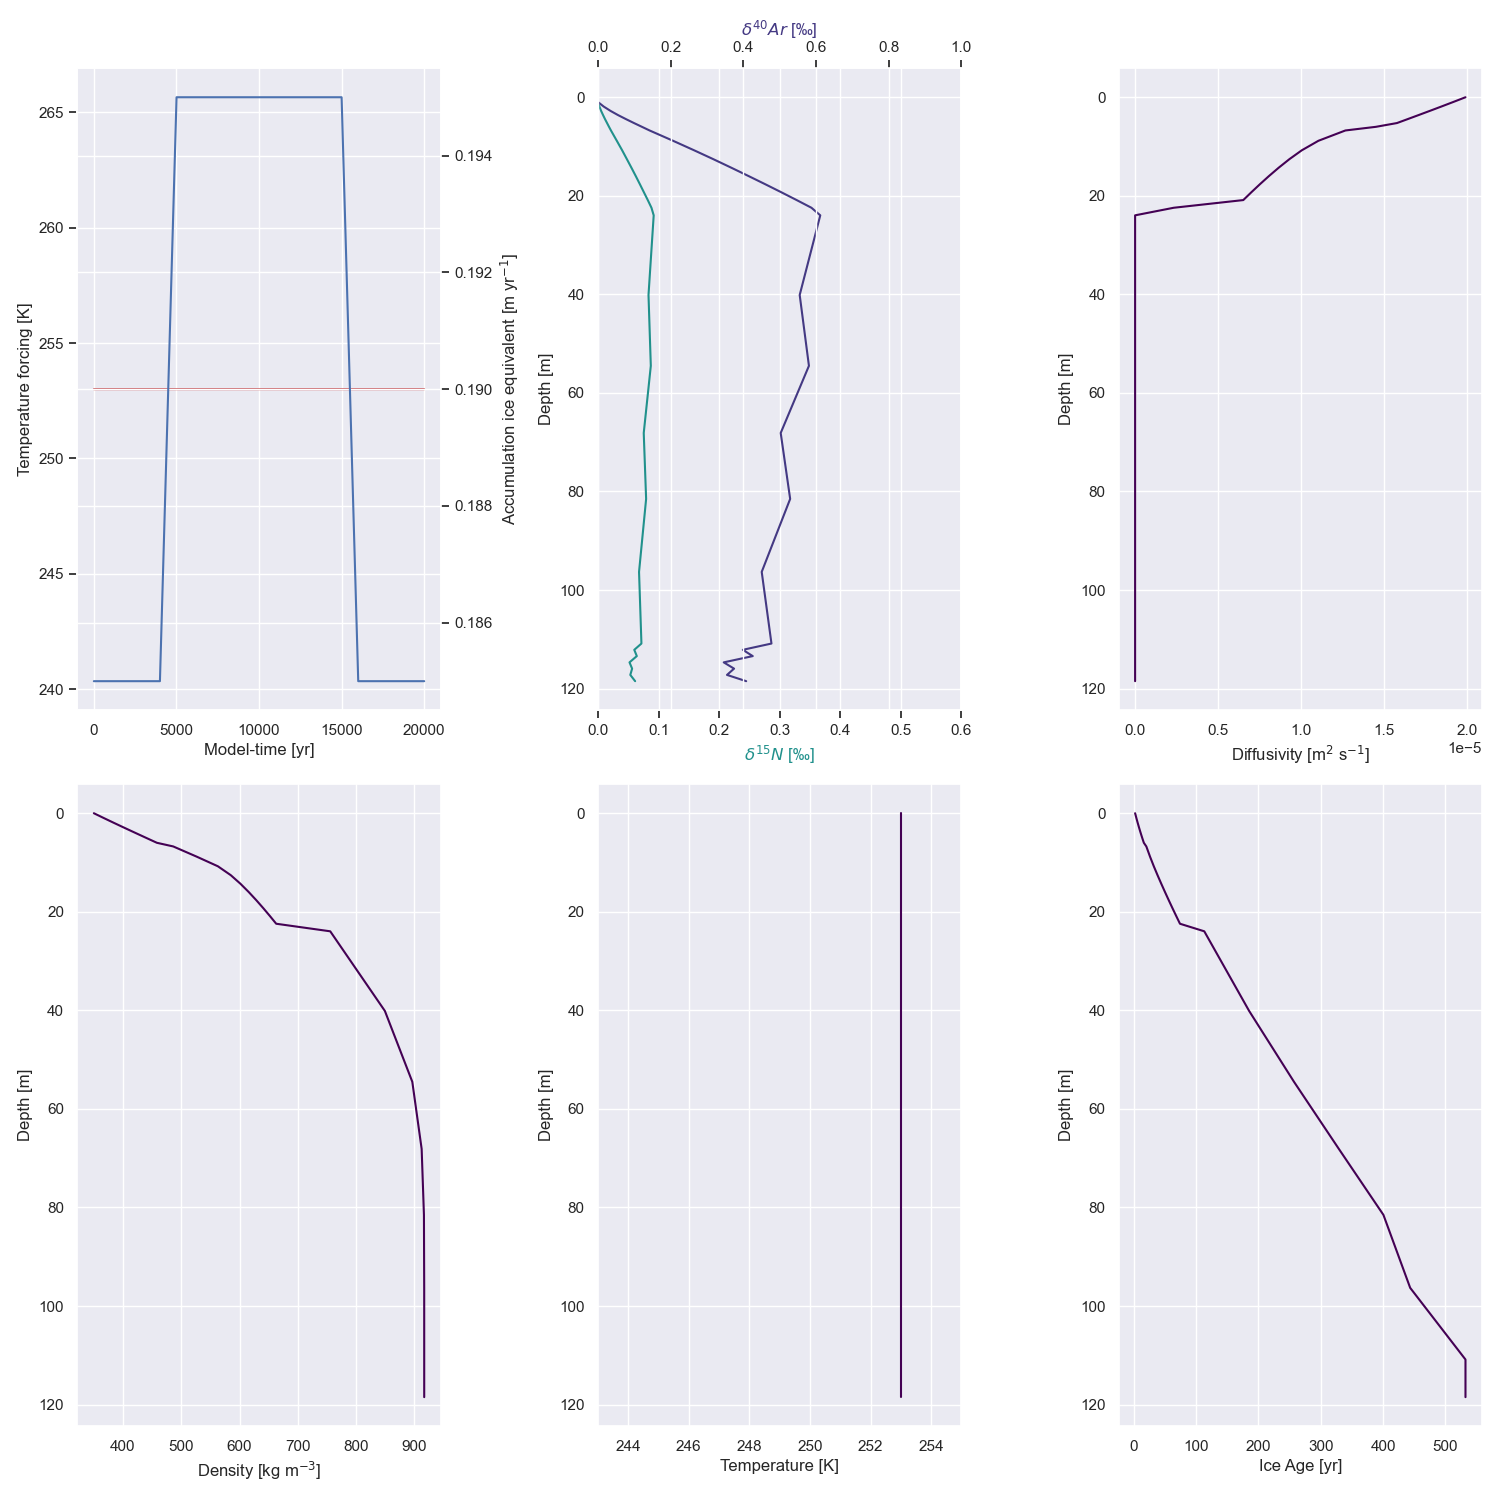 265
260
255
250
245
240
Temperature forcing [K]
0.194
0.192
0.190
0.188
0.186
Accumulation ice equivalent [m yr⁻¹]
0 5000 10000 15000 20000
Model-time [yr]
δ⁴⁰Ar [‰]
0.0 0.2 0.4 0.6 0.8 1.0
0
20
40
60
80
100
120
Depth [m]
0.0 0.1 0.2 0.3 0.4 0.5 0.6
δ¹⁵N [‰]
0
20
40
60
80
100
120
Depth [m]
0.0 0.5 1.0 1.5 2.0
1e−5
Diffusivity [m² s⁻¹]
0
20
40
60
80
100
120
Depth [m]
400 500 600 700 800 900
Density [kg m⁻³]
0
20
40
60
80
100
120
Depth [m]
244 246 248 250 252 254
Temperature [K]
0
20
40
60
80
100
120
Depth [m]
0 100 200 300 400 500
Ice Age [yr]